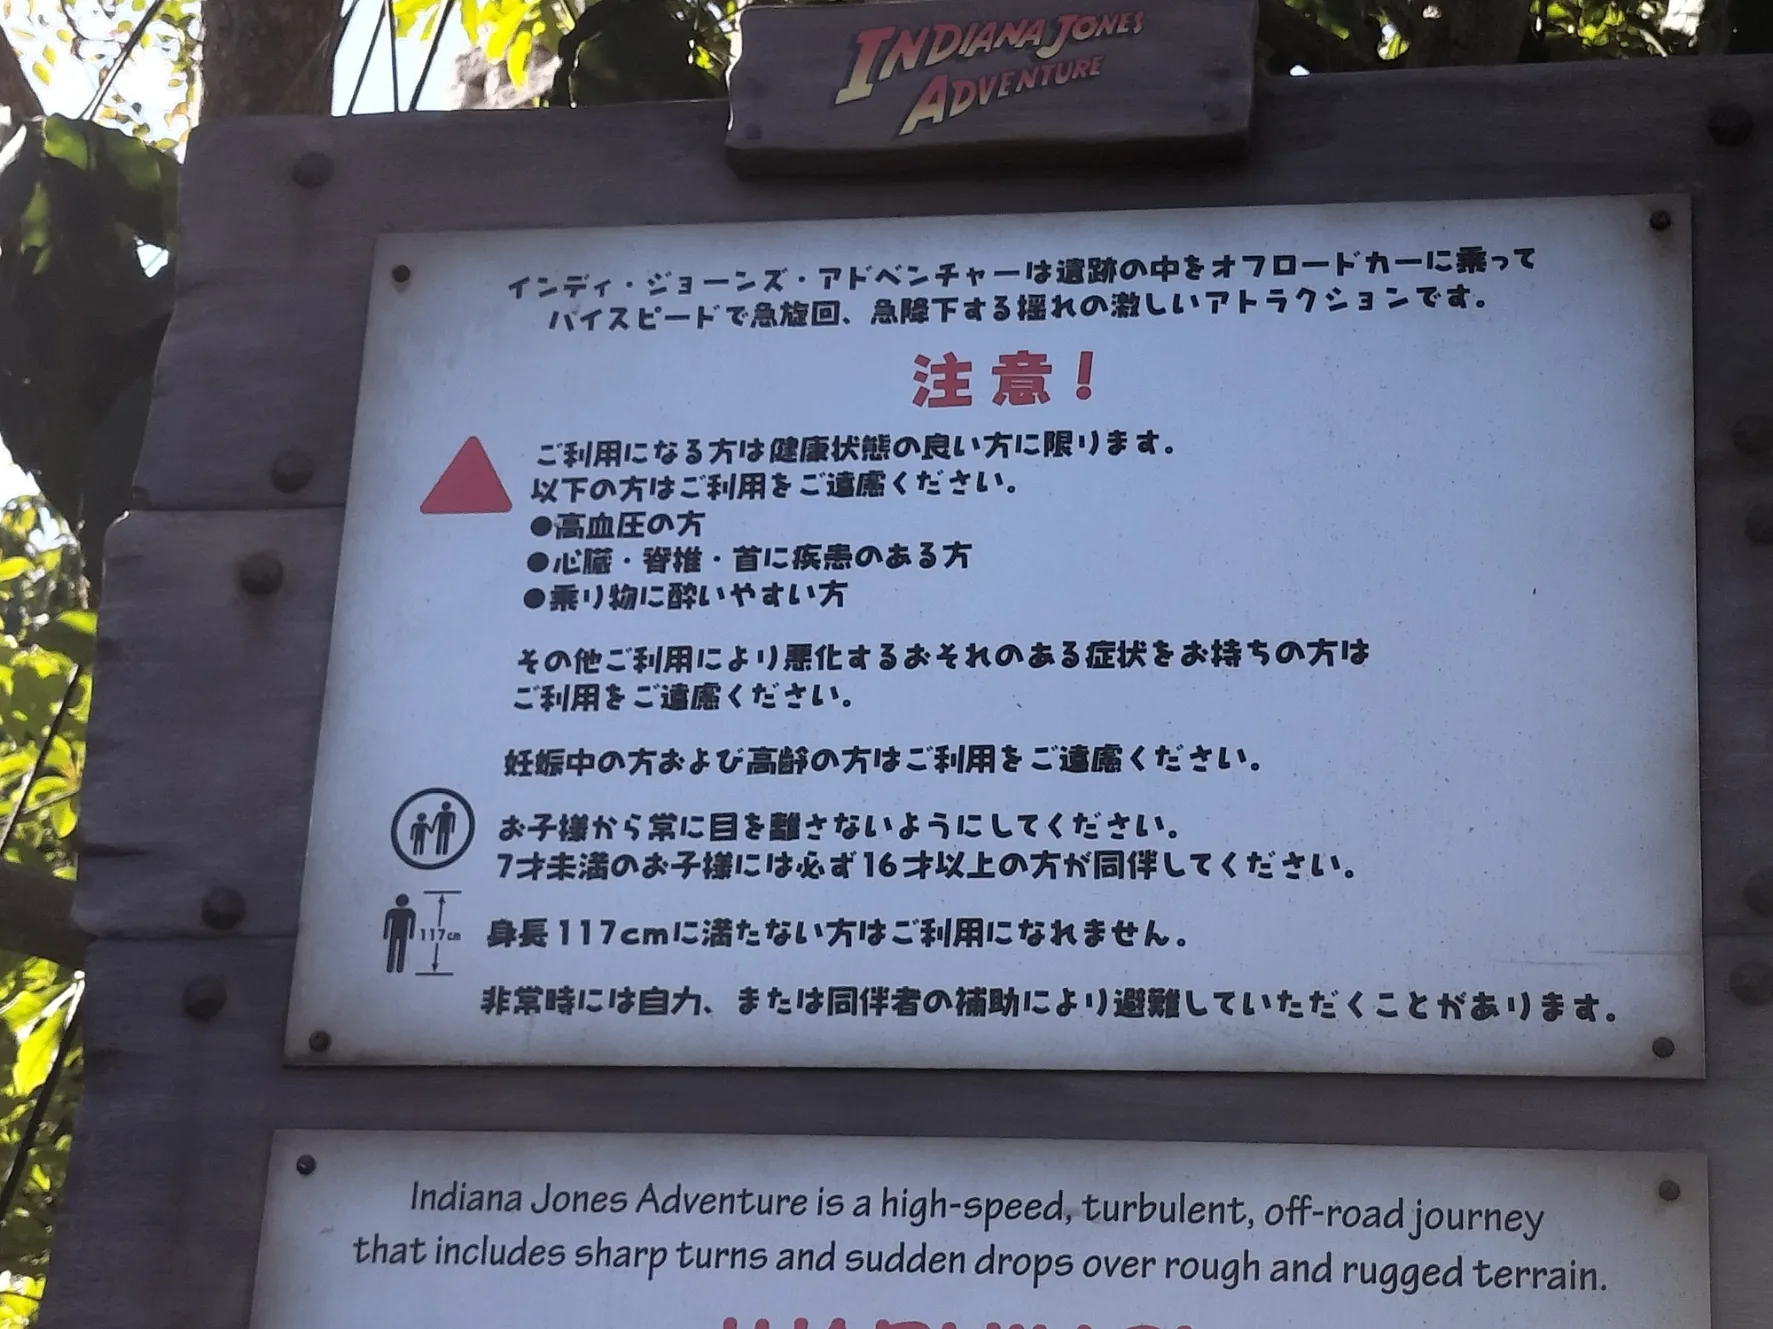 INDIANA JONES
ADVENTURE
インディ・ジョーンズ・アドベンチャーは遺跡の中をオフロードカーに乗って
ハイスピードで急旋回、急降下する揺れの激しいアトラクションです。
注意!
ご利用になる方は健康状態の良い方に限ります。
以下の方はご利用をご遠慮ください。
●高血圧の方
●心臓・脊椎・首に疾患のある方
●乗り物に酔いやすい方
その他ご利用により悪化するおそれのある症状をお持ちの方は
ご利用をご遠慮ください。
妊娠中の方および高齢の方はご利用をご遠慮ください。
お子様から常に目を離さないようにしてください。
7才未満のお子様には必ず16才以上の方が同伴してください。
117cm
身長117cmに満たない方はご利用になれません。
非常時には自力、または同伴者の補助により避難していただくことがあります。
Indiana Jones Adventure is a high-speed, turbulent, off-road journey
that includes sharp turns and sudden drops over rough and rugged terrain.